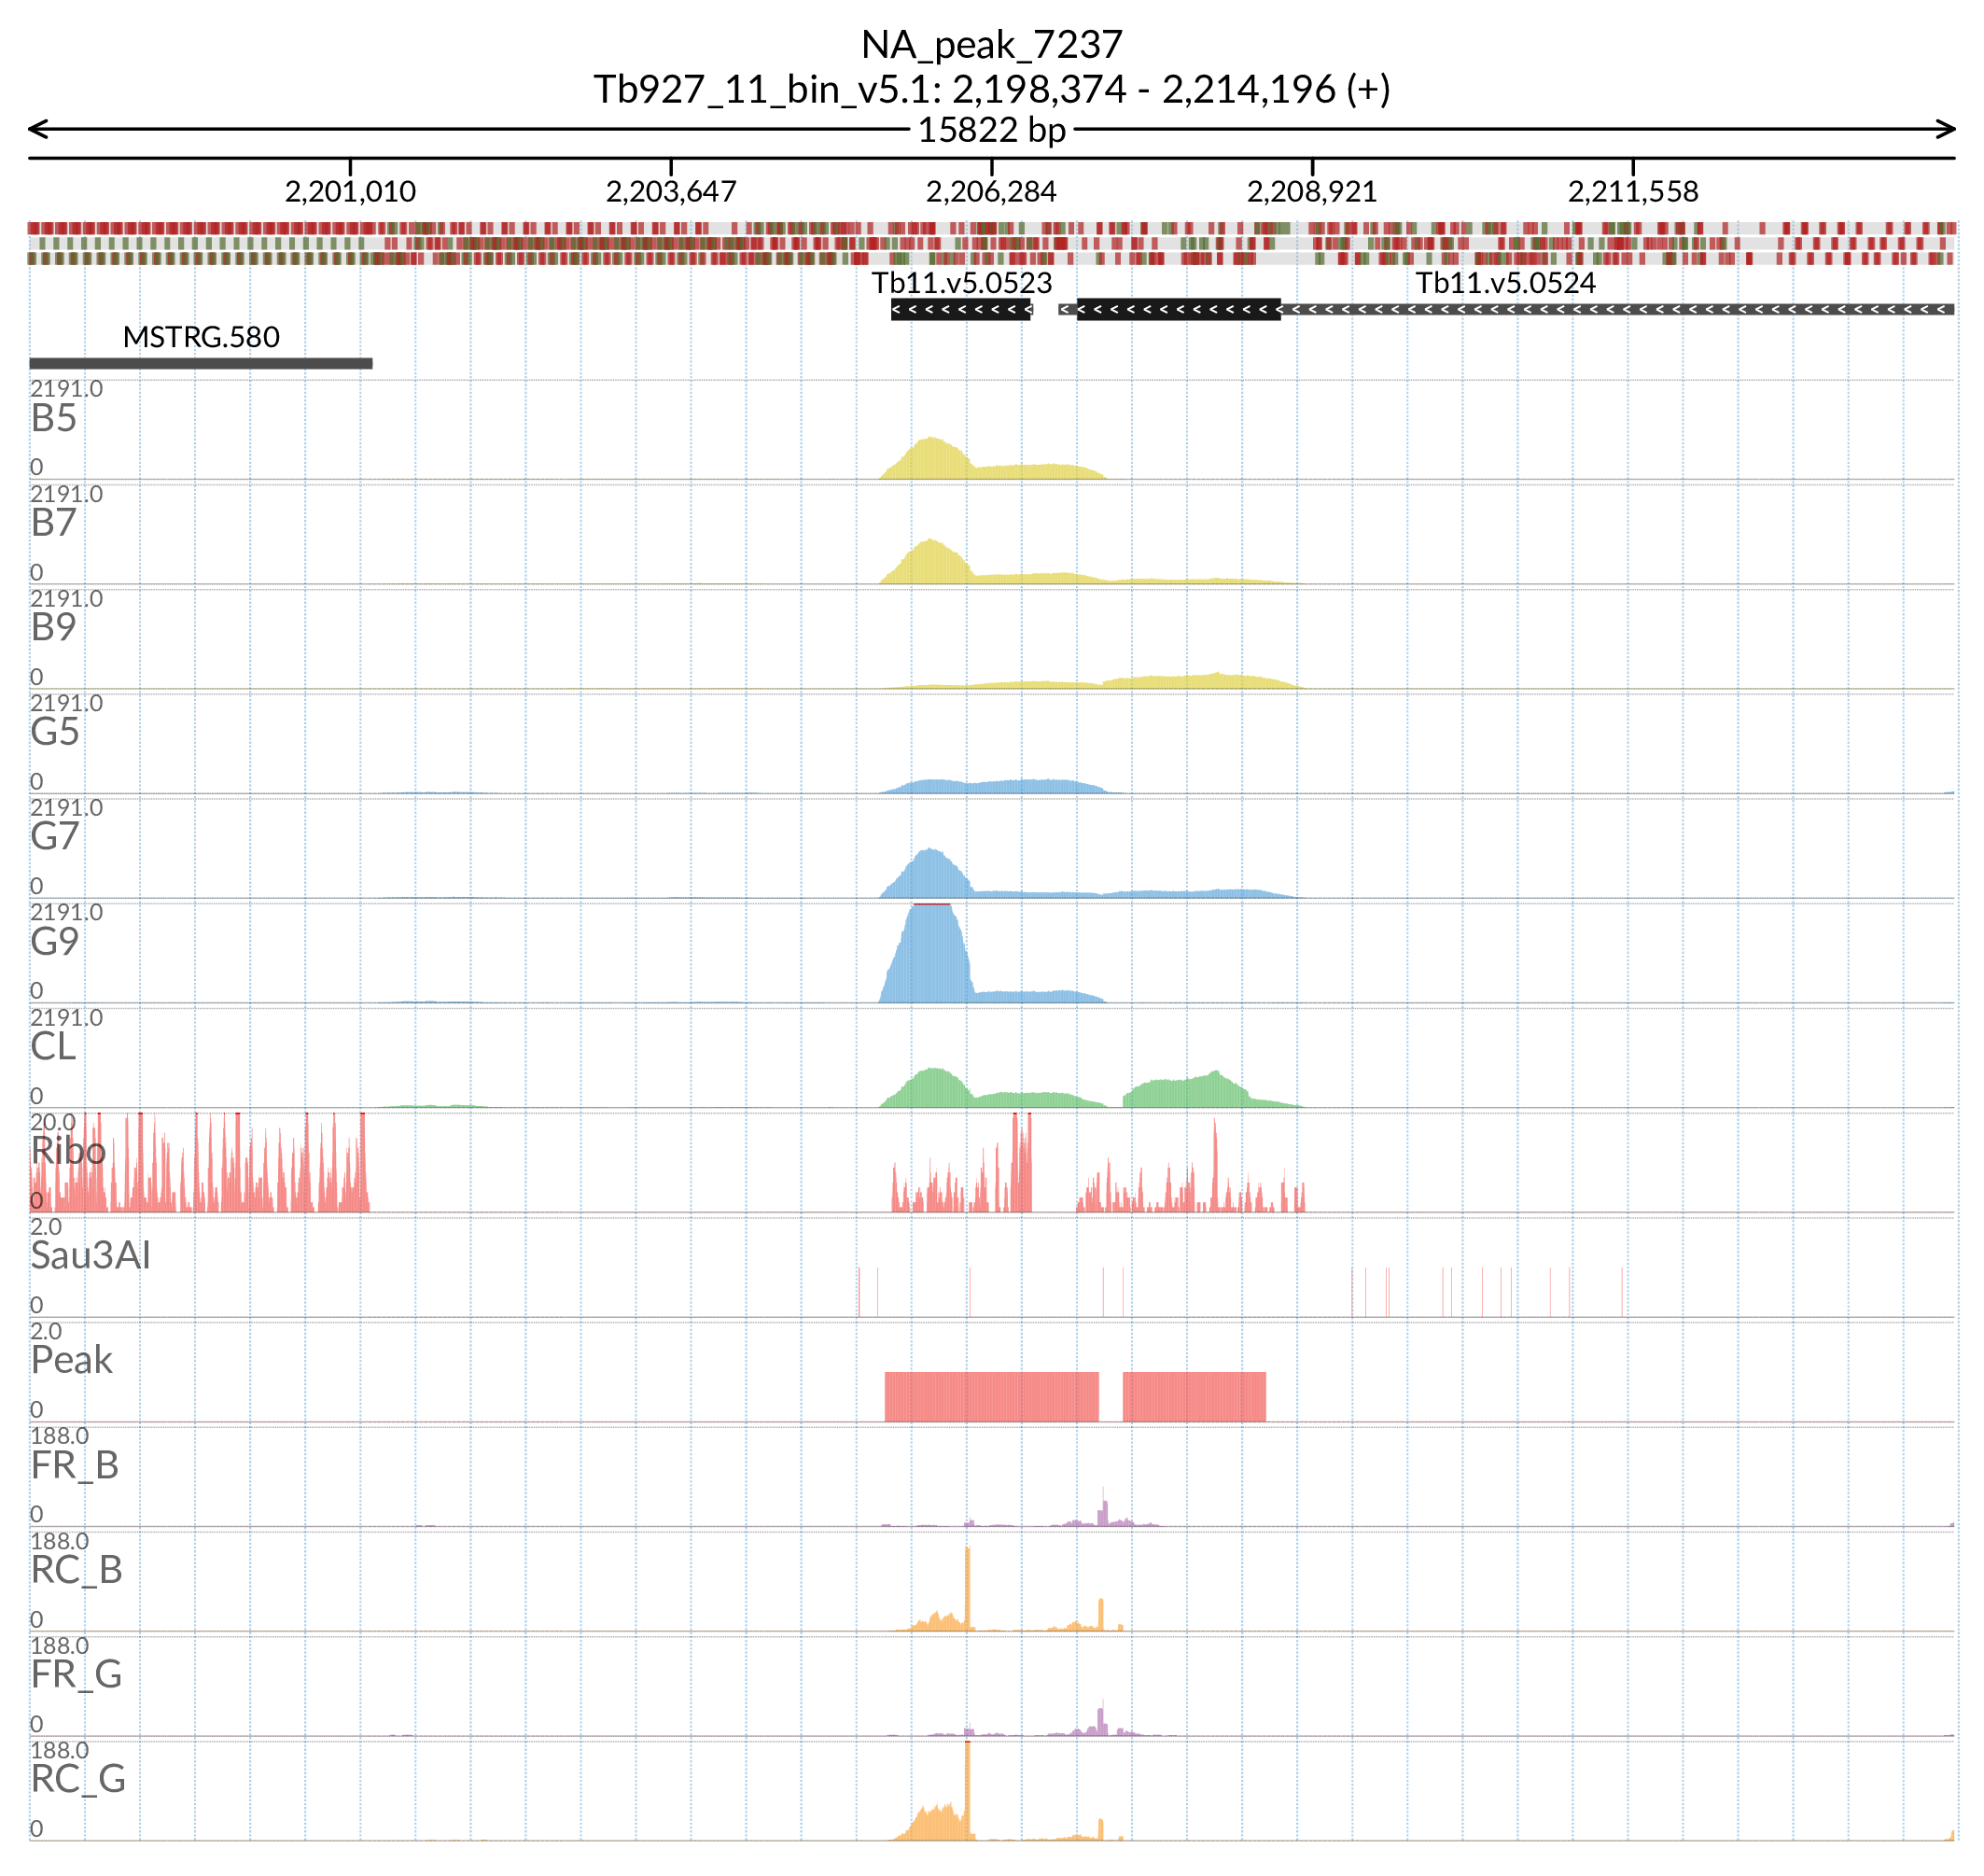 NA_peak_7237
Tb927_11_bin_v5.1: 2,198,374 - 2,214,196 (+)
15822 bp
2,201,010 2,203,647 2,206,284 2,208,921 2,211,558
Tb11.v5.0523 Tb11.v5.0524
MSTRG.580
2191.0
B5
0
2191.0
B7
0
2191.0
B9
0
2191.0
G5
0
2191.0
G7
0
2191.0
G9
0
2191.0
CL
0
20.0
Ribo
0
2.0
Sau3AI
0
2.0
Peak
0
188.0
FR_B
0
188.0
RC_B
0
188.0
FR_G
0
188.0
RC_G
0